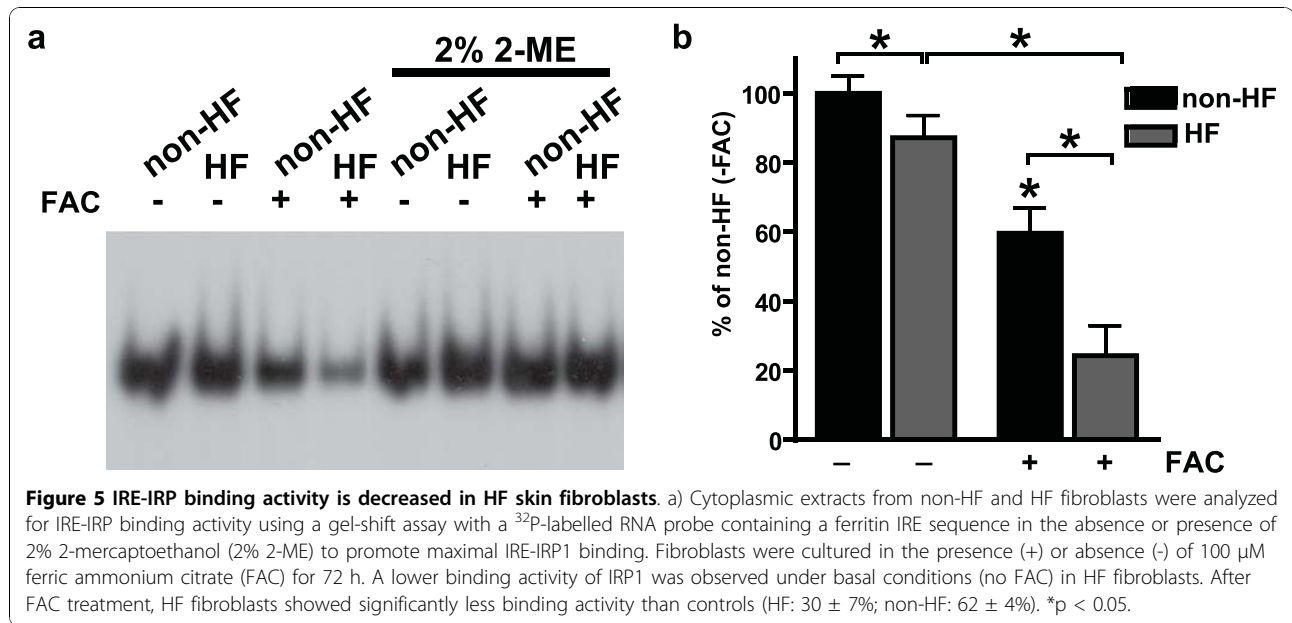 a
2% 2-ME
non-HF HF non-HF HF non-HF HF non-HF HF
FAC - - + + - - + +
b
* *
non-HF
HF
*
*
% of non-HF (-FAC)
100
80
60
40
20
0
– – + + FAC
Figure 5 IRE-IRP binding activity is decreased in HF skin fibroblasts. a) Cytoplasmic extracts from non-HF and HF fibroblasts were analyzed
for IRE-IRP binding activity using a gel-shift assay with a ³²P-labelled RNA probe containing a ferritin IRE sequence in the absence or presence of
2% 2-mercaptoethanol (2% 2-ME) to promote maximal IRE-IRP1 binding. Fibroblasts were cultured in the presence (+) or absence (-) of 100 μM
ferric ammonium citrate (FAC) for 72 h. A lower binding activity of IRP1 was observed under basal conditions (no FAC) in HF fibroblasts. After
FAC treatment, HF fibroblasts showed significantly less binding activity than controls (HF: 30 ± 7%; non-HF: 62 ± 4%). *p < 0.05.